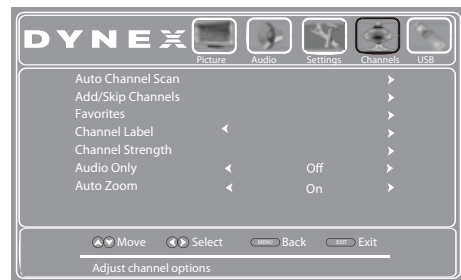 DYNEX
Picture Audio Settings Channels USB
Auto Channel Scan
Add/Skip Channels
Favorites
Channel Label
Channel Strength
Audio Only Off
Auto Zoom On
Move Select MENU Back EXIT Exit
Adjust channel options